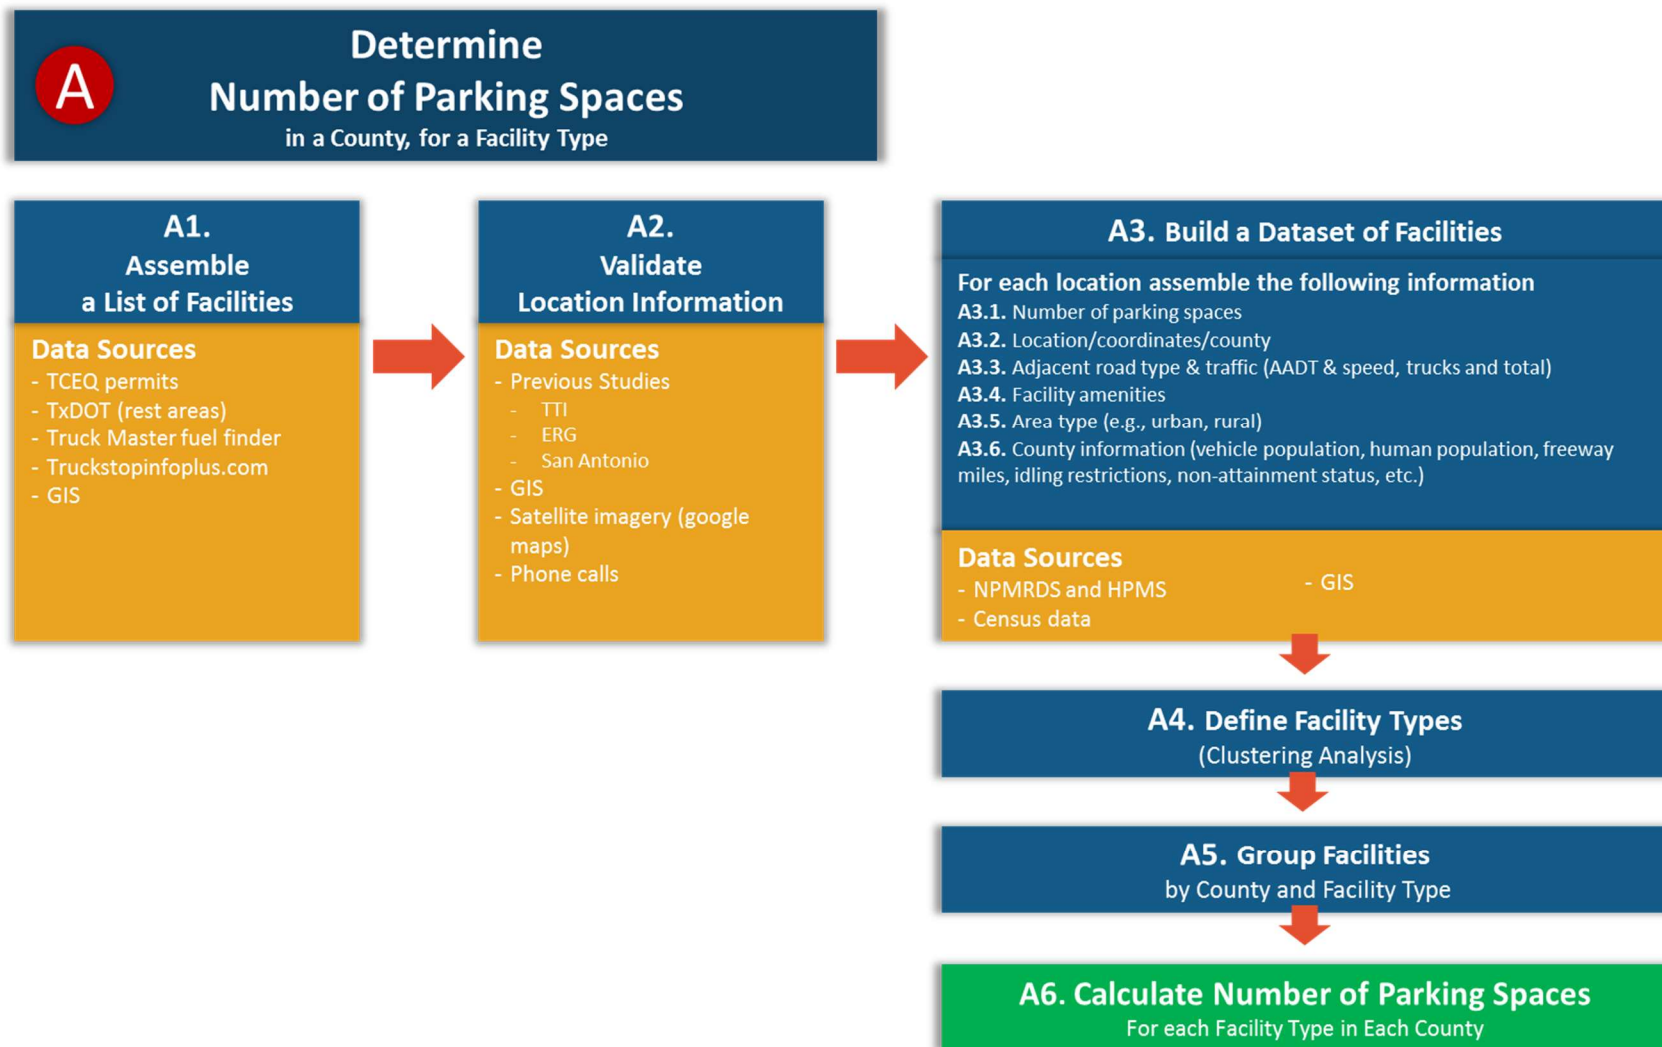 A
Determine
Number of Parking Spaces
in a County, for a Facility Type
A1.
Assemble
a List of Facilities
Data Sources
- TCEQ permits
- TxDOT (rest areas)
- Truck Master fuel finder
- Truckstopinfoplus.com
- GIS
A2.
Validate
Location Information
Data Sources
- Previous Studies
- TTI
- ERG
- San Antonio
- GIS
- Satellite imagery (google
maps)
- Phone calls
A3. Build a Dataset of Facilities
For each location assemble the following information
A3.1. Number of parking spaces
A3.2. Location/coordinates/county
A3.3. Adjacent road type & traffic (AADT & speed, trucks and total)
A3.4. Facility amenities
A3.5. Area type (e.g., urban, rural)
A3.6. County information (vehicle population, human population, freeway
miles, idling restrictions, non-attainment status, etc.)
Data Sources
- NPMRDS and HPMS
- Census data
- GIS
A4. Define Facility Types
(Clustering Analysis)
A5. Group Facilities
by County and Facility Type
A6. Calculate Number of Parking Spaces
For each Facility Type in Each County